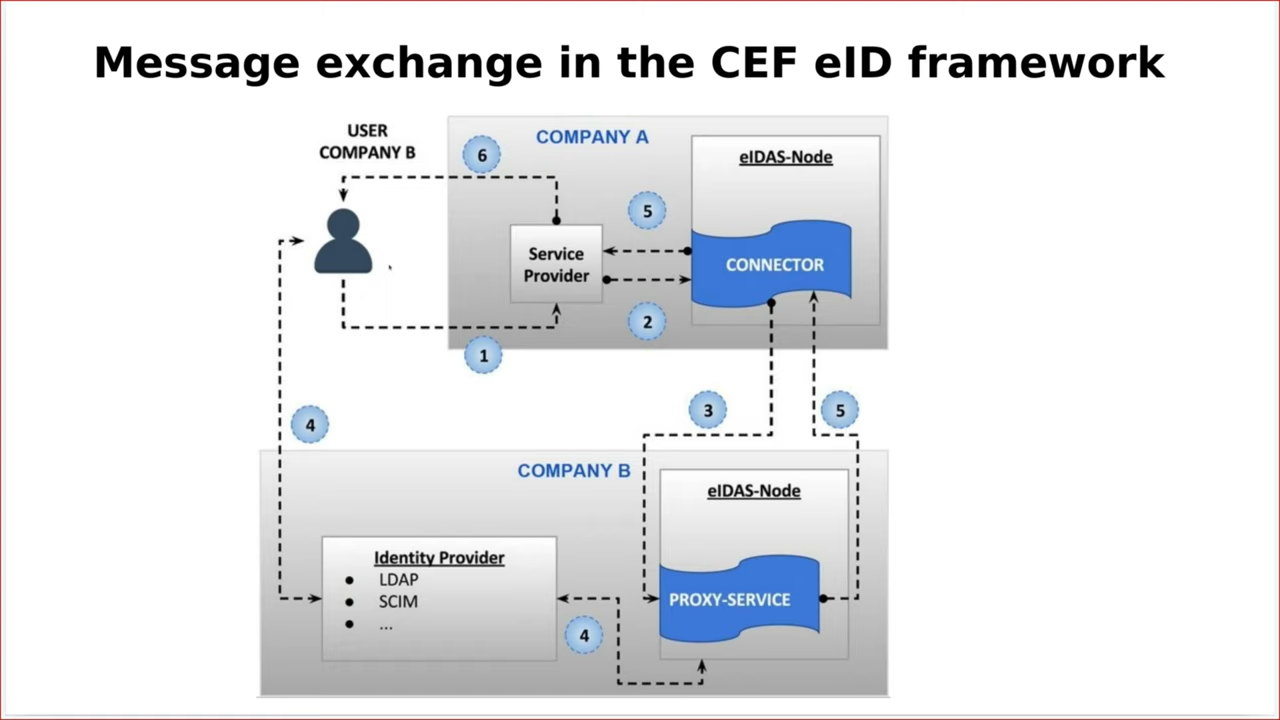 Message exchange in the CEF eID framework
USER
COMPANY B
6
COMPANY A
eIDAS-Node
5
Service
Provider
CONNECTOR
2
1
3
5
4
COMPANY B
eIDAS-Node
Identity Provider
● LDAP
● SCIM
● ...
PROXY-SERVICE
4